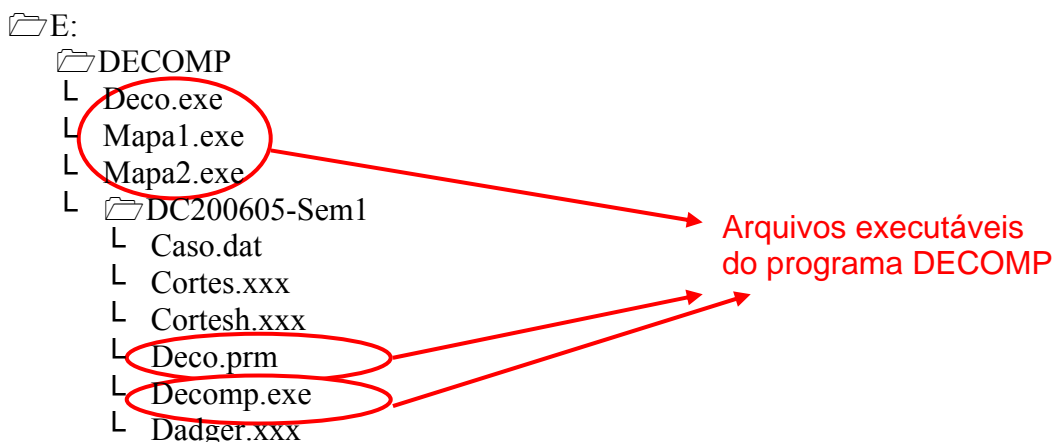 E:
DECOMP
Deco.exe
Mapa1.exe
Mapa2.exe
DC200605-Sem1
Caso.dat
Cortes.xxx
Cortesh.xxx
Deco.prm
Decomp.exe
Dadger.xxx
Arquivos executáveis
do programa DECOMP